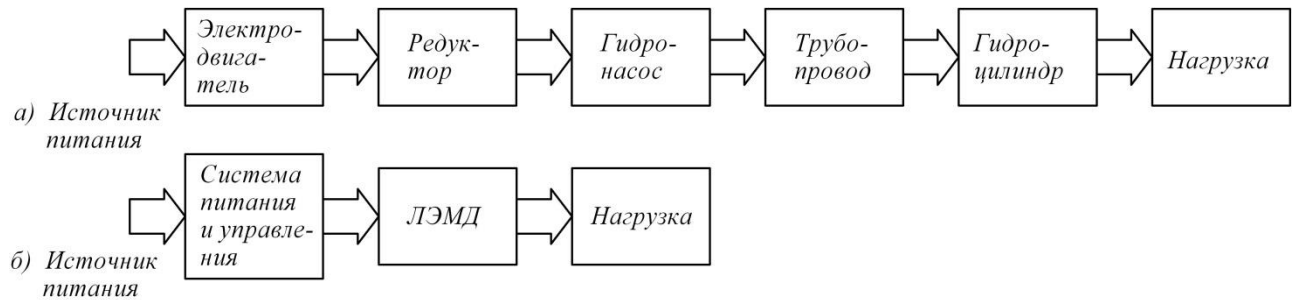 Электро-
двига-
тель
Редук-
тор
Гидро-
насос
Трубо-
провод
Гидро-
цилиндр
Нагрузка
а) Источник
питания
Система
питания
и управле-
ния
ЛЭМД
Нагрузка
б) Источник
питания